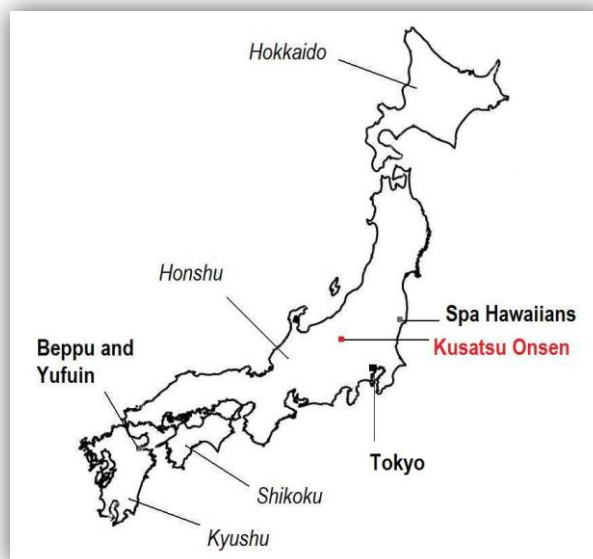 Hokkaido
Honshu
Spa Hawaiians
Kusatsu Onsen
Beppu and
Yufuin
Tokyo
Shikoku
Kyushu